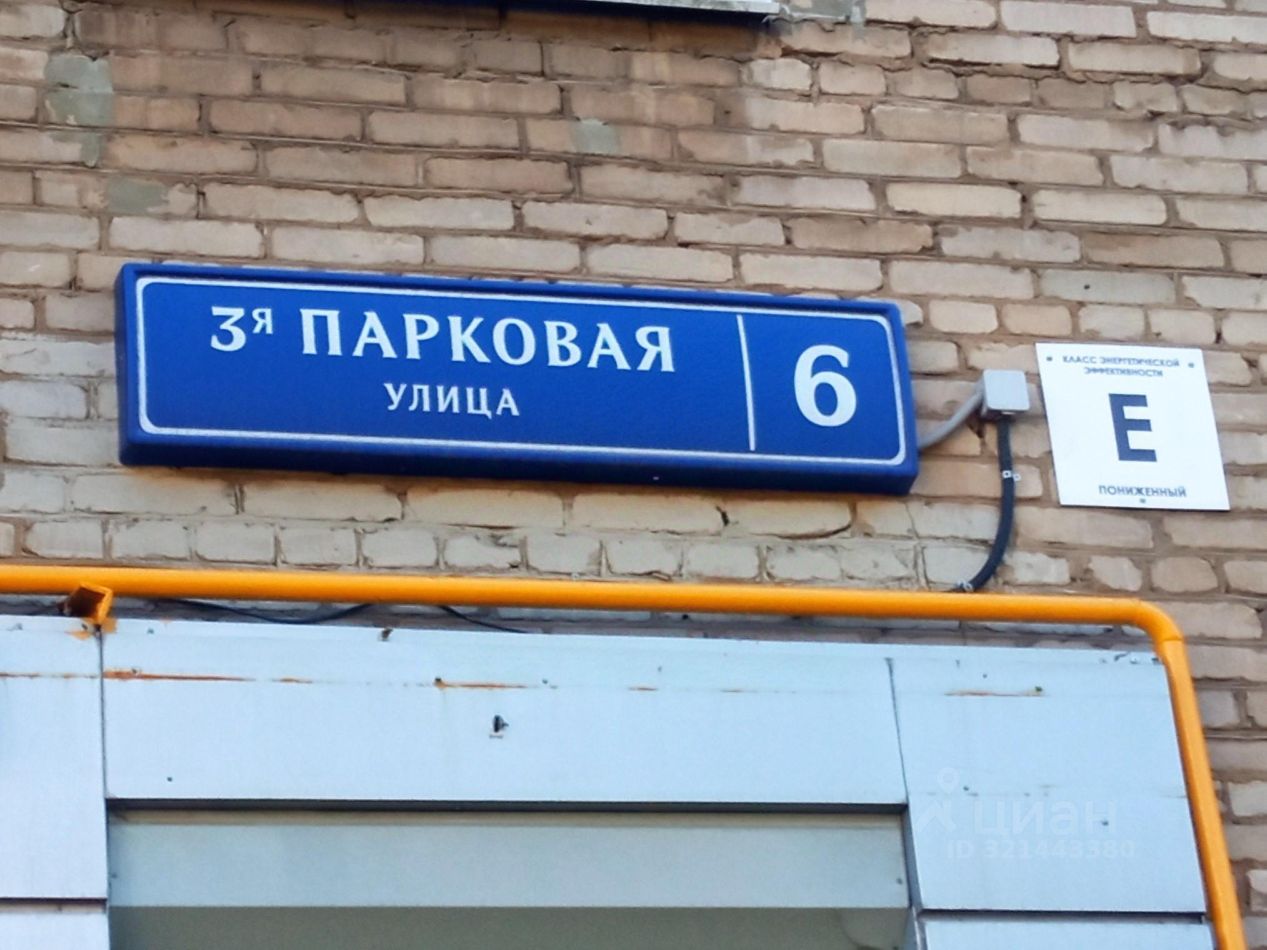 3я ПАРКОВАЯ
УЛИЦА
6
КЛАСС ЭНЕРГЕТИЧЕСКОЙ
ЭФФЕКТИВНОСТИ
E
ПОНИЖЕННЫЙ
циан
ID 321443380